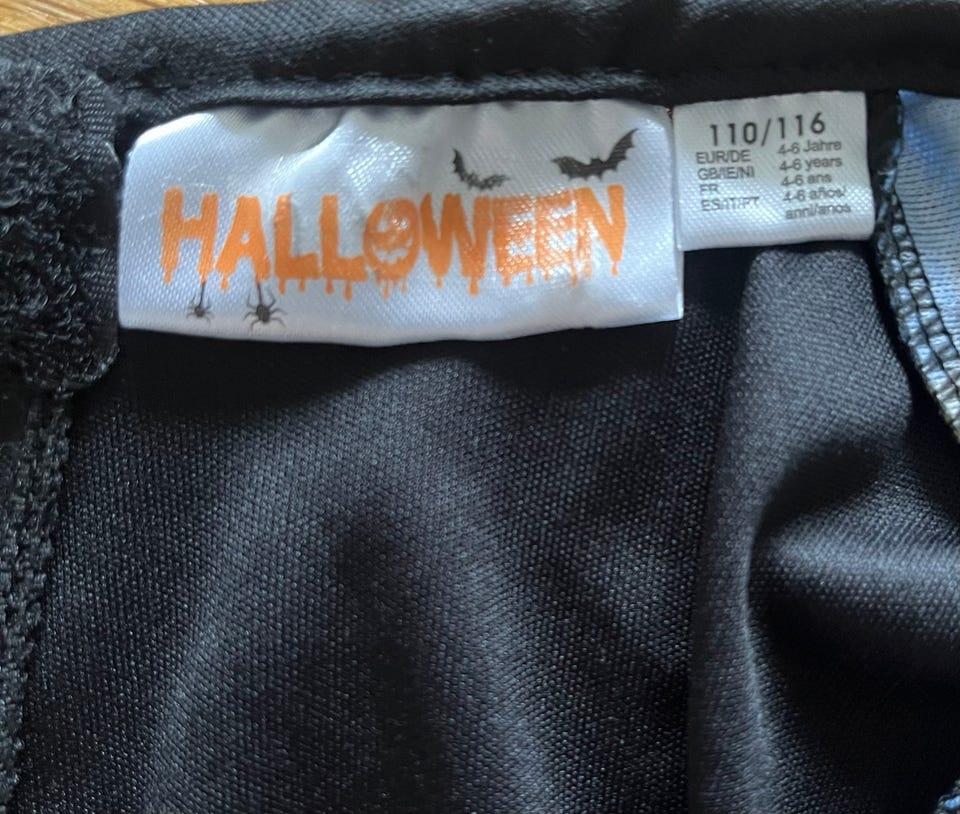 HALLOWEEN
110/116
EUR/DE 4-6 Jahre
GB/IE/NI 4-6 years
FR 4-6 ans
ES/IT/PT 4-6 años/
anni/anos